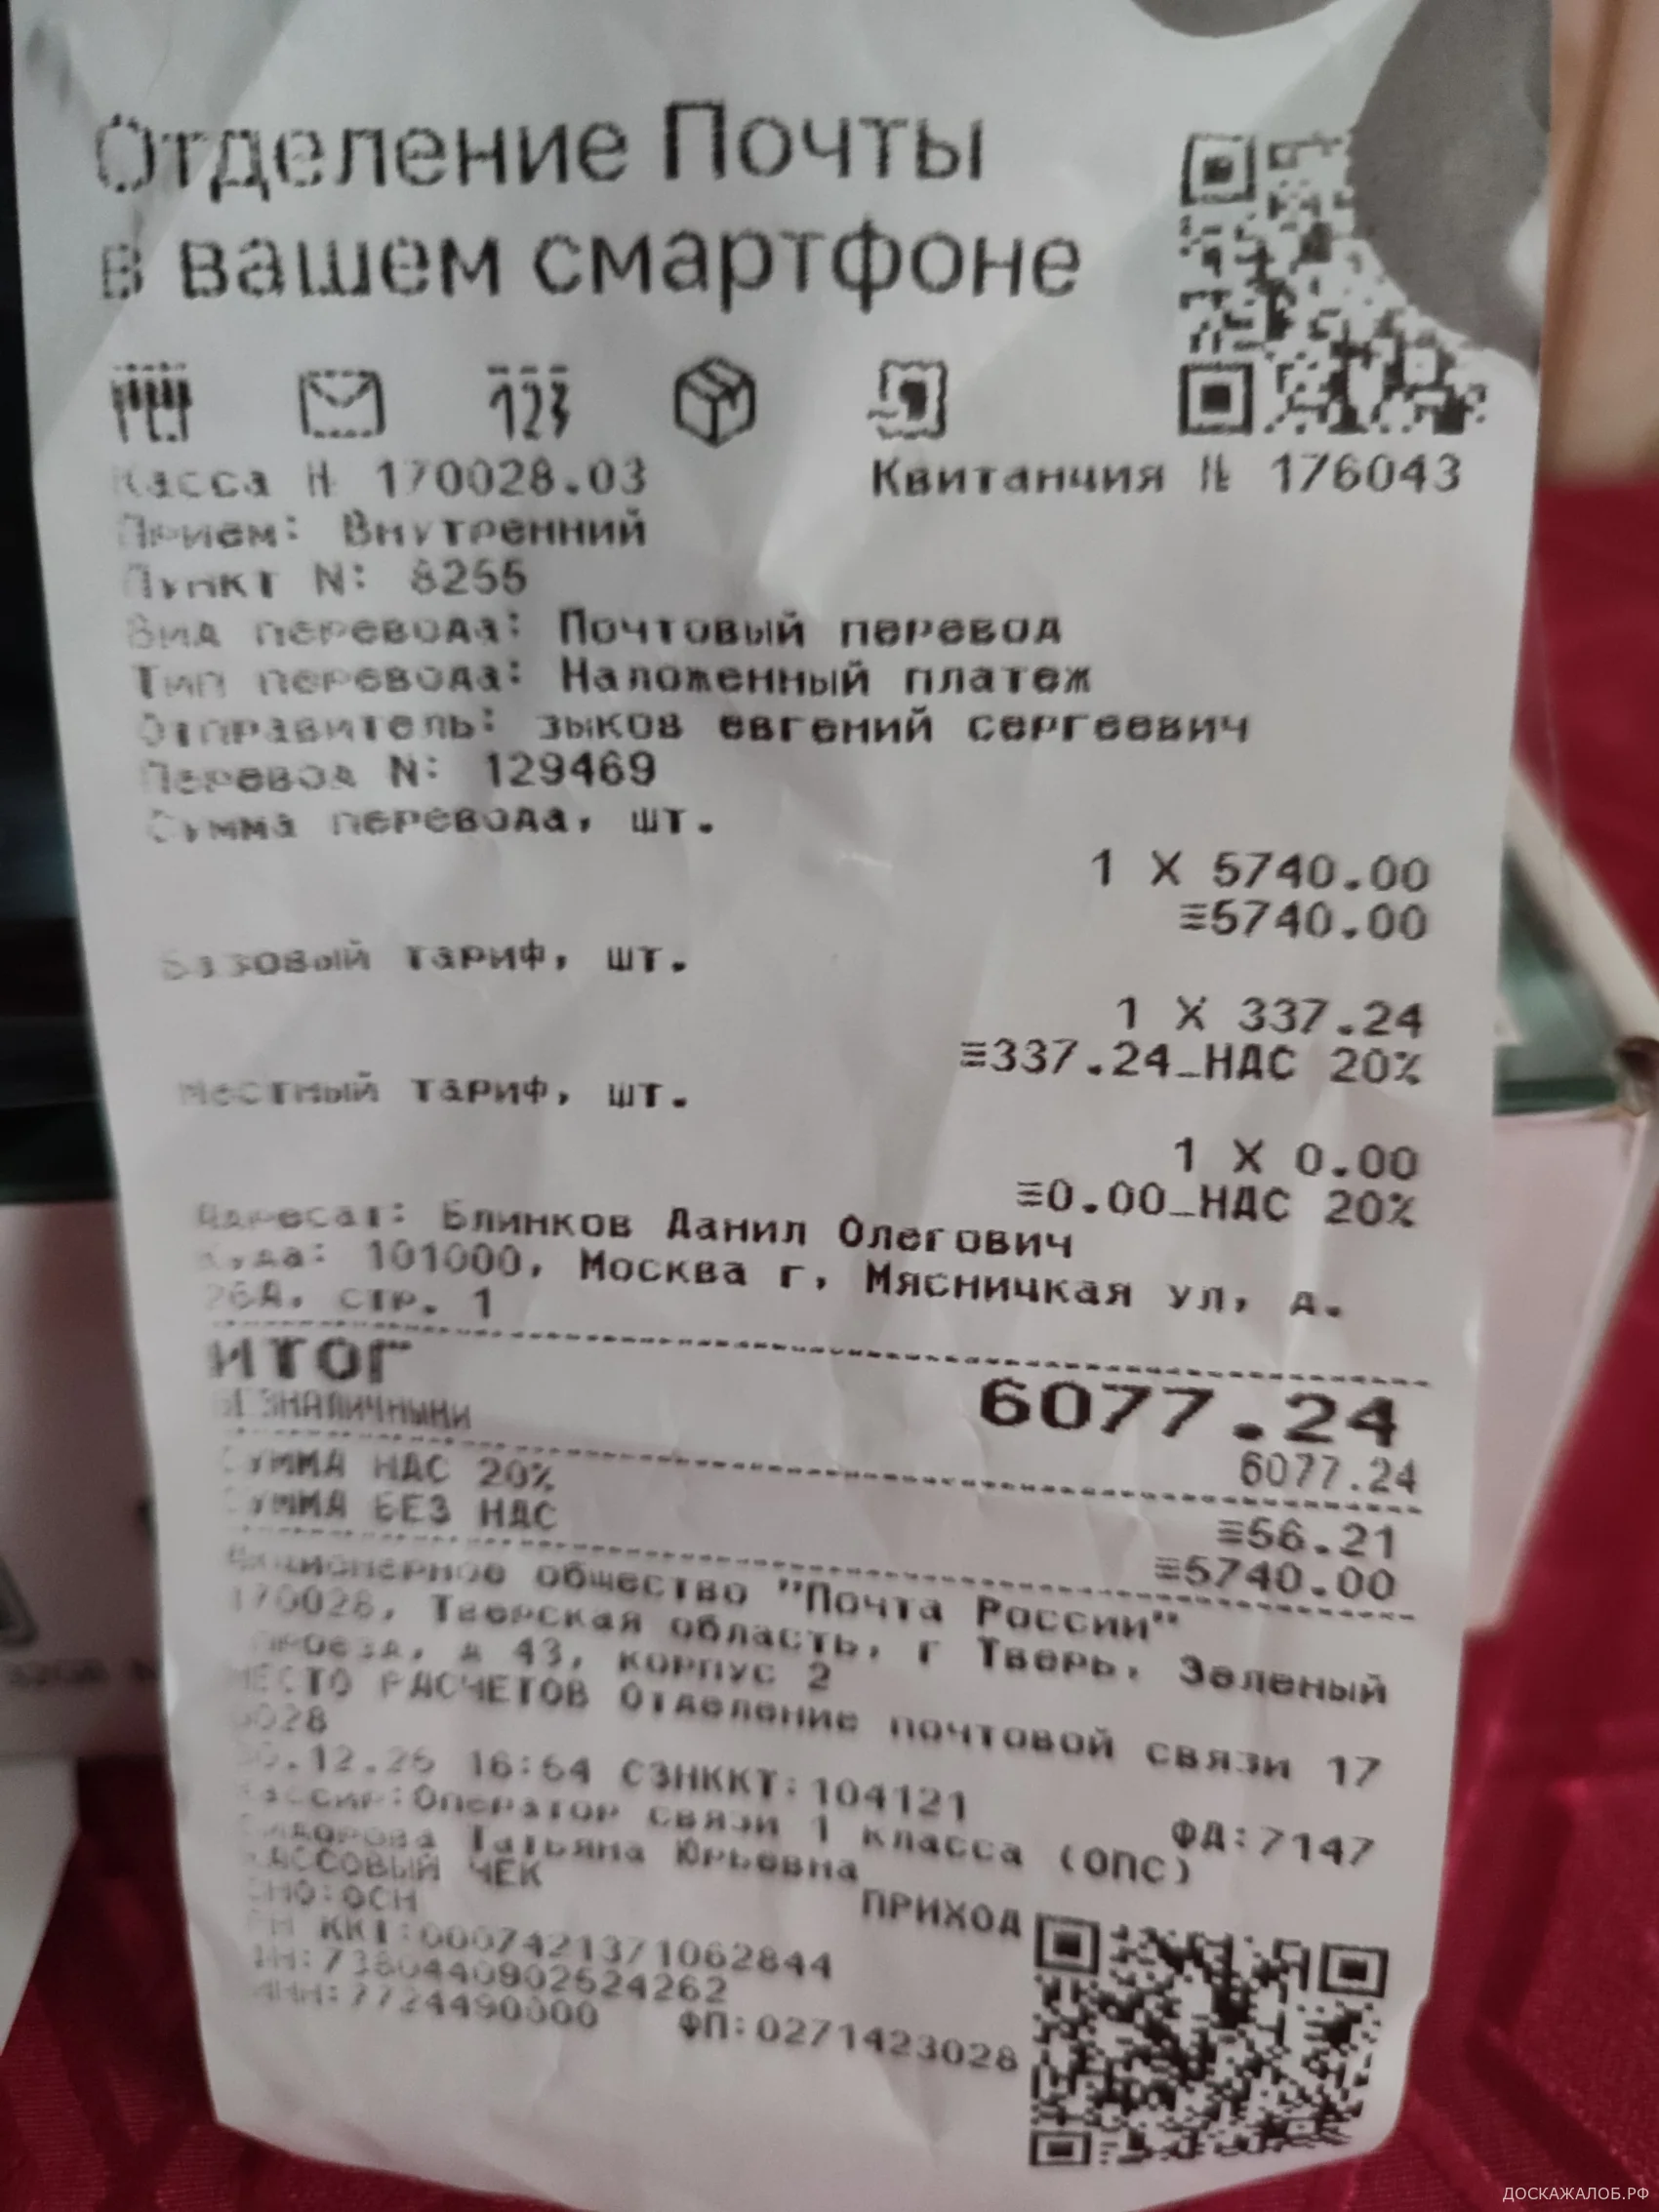 Отделение Почты
в вашем смартфоне
Касса № 170028.03 Квитанция № 176043
Прием: Внутренний
Пункт N: 8255
Вид перевода: Почтовый перевод
Тип перевода: Наложенный платеж
Отправитель: зыков евгений сергеевич
Перевод N: 129469
Сумма перевода, шт.
1 X 5740.00
≡5740.00
Базовый тариф, шт.
1 X 337.24
≡337.24_НДС 20%
Местный тариф, шт.
1 X 0.00
≡0.00_НДС 20%
Адресат: Блинков Данил Олегович
Куда: 101000, Москва г, Мясницкая ул, д.
26А, стр. 1
ИТОГ 6077.24
БЕЗНАЛИЧНЫМИ 6077.24
СУММА НДС 20% ≡56.21
СУММА БЕЗ НДС ≡5740.00
Акционерное общество "Почта России"
170028, Тверская область, г Тверь, Зеленый
проезд, д 43, корпус 2
МЕСТО РАСЧЕТОВ Отделение почтовой связи 17
0028
.12.25 16:54 СЗНККТ:104121 ФД:7147
Кассир:Оператор связи 1 класса (ОПС)
Татьяна Юрьевна
КАССОВЫЙ ЧЕК ПРИХОД
СНО:ОСН
РН ККТ:0007421371062844
ФН:7380440902524262
ИНН:7724490000 ФП:0271423028
ДОСКАЖАЛОБ.РФ